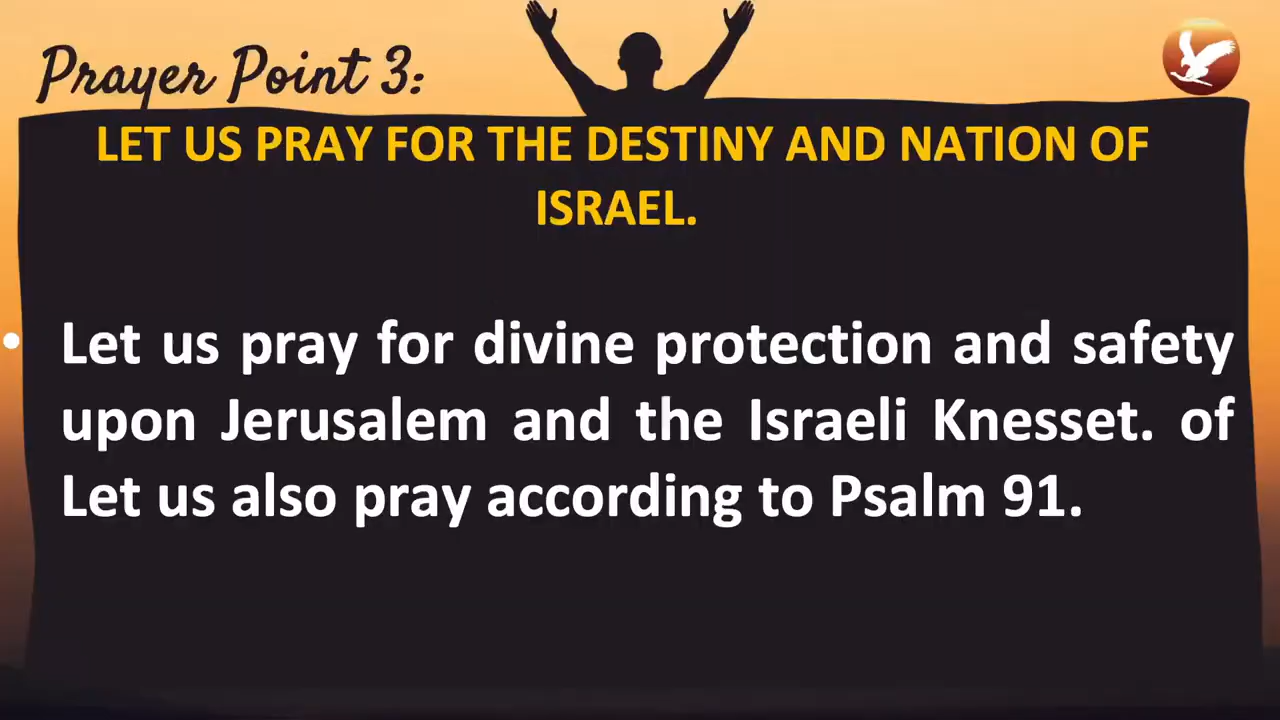 Prayer Point 3:
LET US PRAY FOR THE DESTINY AND NATION OF
ISRAEL.
• Let us pray for divine protection and safety
upon Jerusalem and the Israeli Knesset. of
Let us also pray according to Psalm 91.